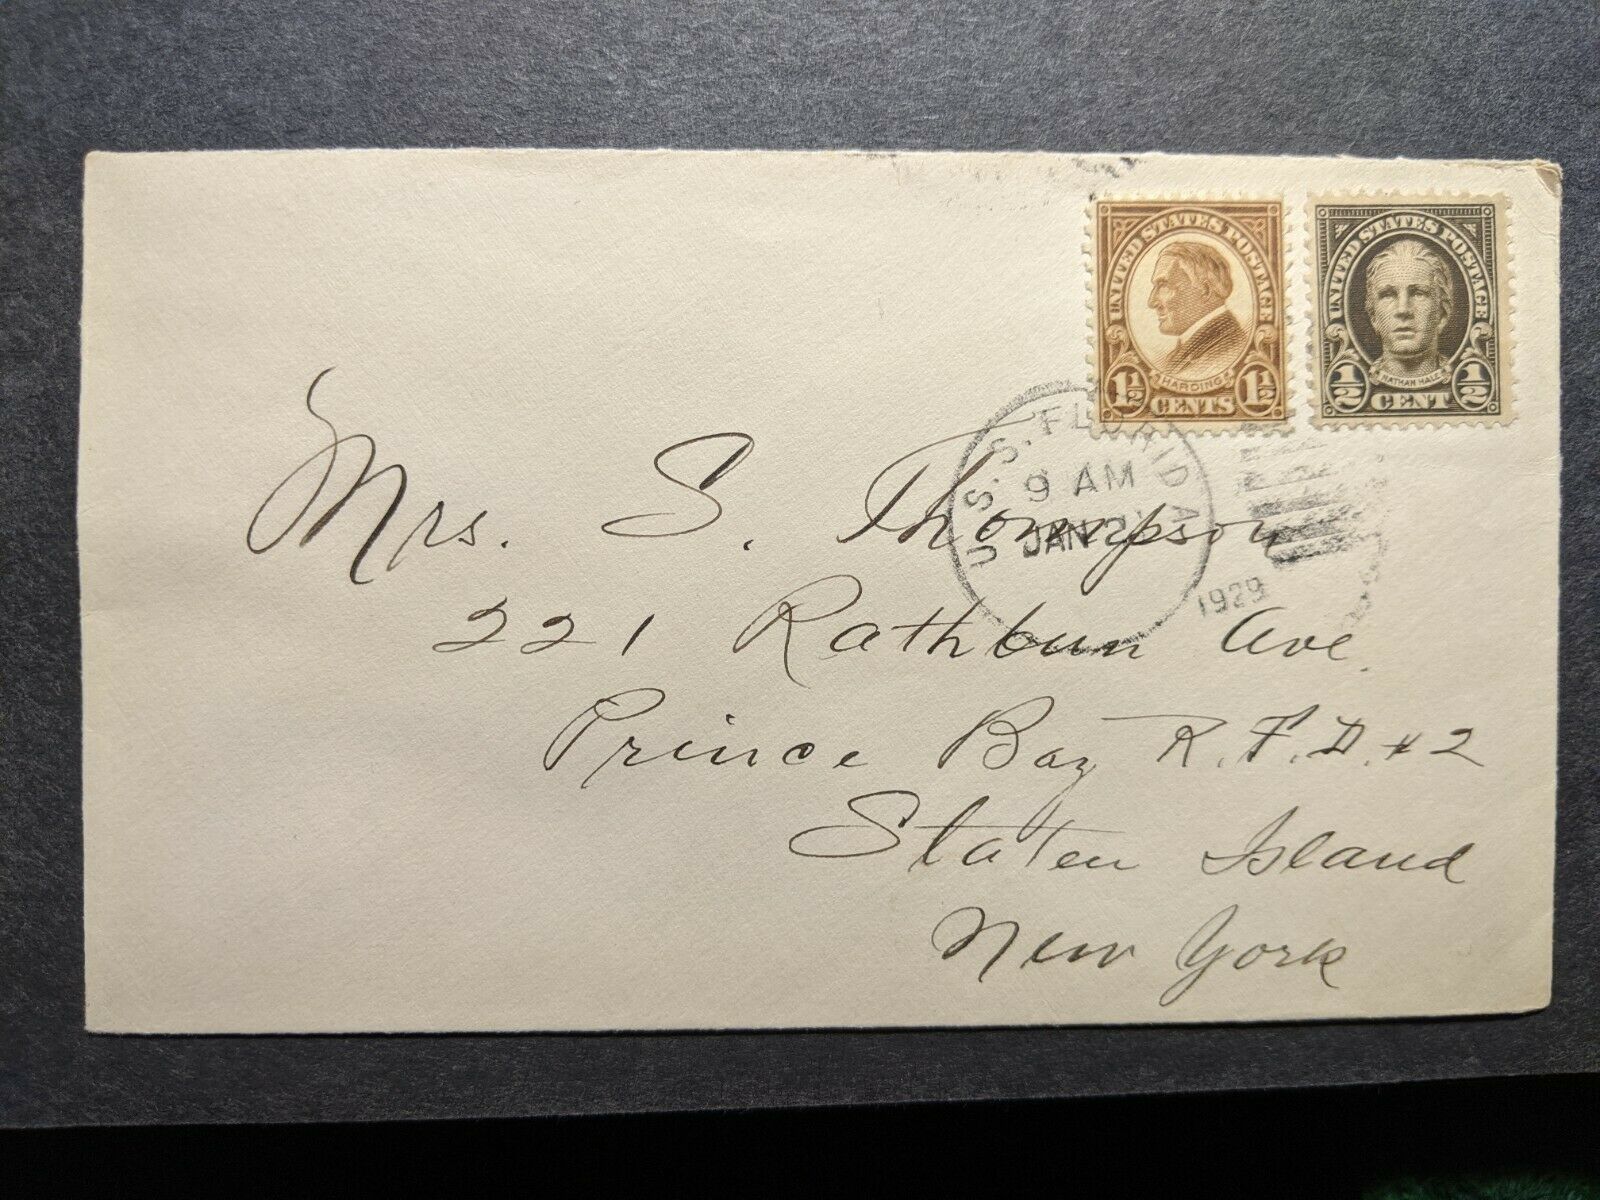 UNITED STATES POSTAGE
HARDING
1½ CENTS 1½
UNITED STATES POSTAGE
NATHAN HALE
½ CENT ½
U.S.S. FLORIDA
9 AM
JAN
1929
Mrs. S. Thompson
221 Rathbun Ave.
Prince Bay R.F.D. #2
Staten Island
New York